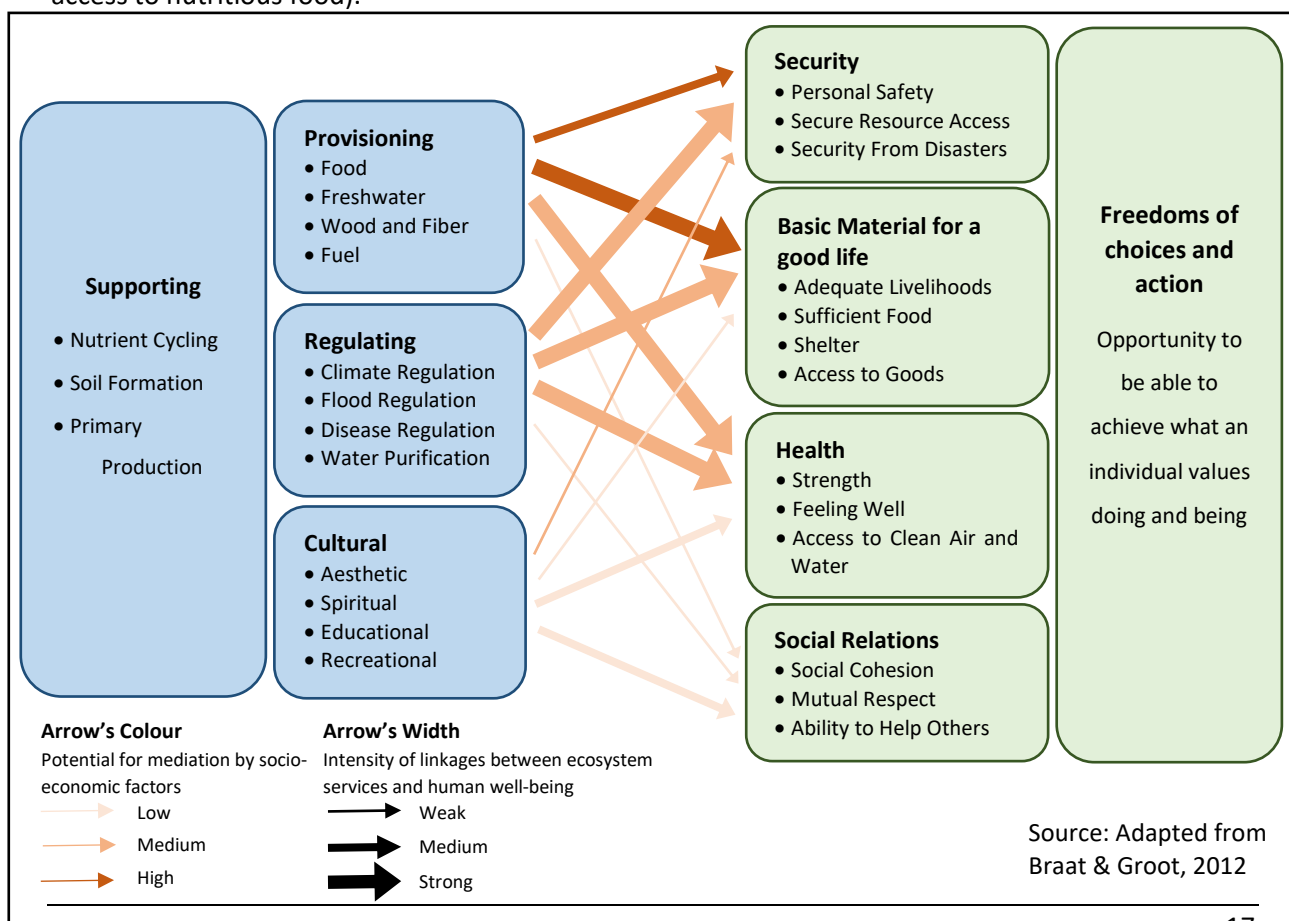 access to nutritious food).
Supporting
• Nutrient Cycling
• Soil Formation
• Primary
Production
Provisioning
• Food
• Freshwater
• Wood and Fiber
• Fuel
Regulating
• Climate Regulation
• Flood Regulation
• Disease Regulation
• Water Purification
Cultural
• Aesthetic
• Spiritual
• Educational
• Recreational
Security
• Personal Safety
• Secure Resource Access
• Security From Disasters
Basic Material for a
good life
• Adequate Livelihoods
• Sufficient Food
• Shelter
• Access to Goods
Health
• Strength
• Feeling Well
• Access to Clean Air and
Water
Social Relations
• Social Cohesion
• Mutual Respect
• Ability to Help Others
Freedoms of
choices and
action
Opportunity to
be able to
achieve what an
individual values
doing and being
Arrow's Colour
Potential for mediation by socio-
economic factors
Low
Medium
High
Arrow's Width
Intensity of linkages between ecosystem
services and human well-being
Weak
Medium
Strong
Source: Adapted from
Braat & Groot, 2012
17